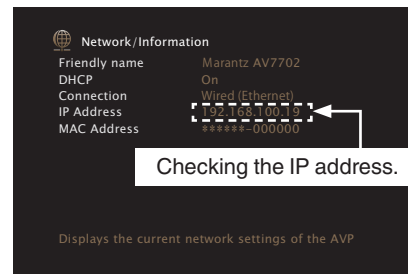 Network/Information
Friendly name Marantz AV7702
DHCP On
Connection Wired (Ethernet)
IP Address 192.168.100.19
MAC Address ******-000000
Checking the IP address.
Displays the current network settings of the AVP